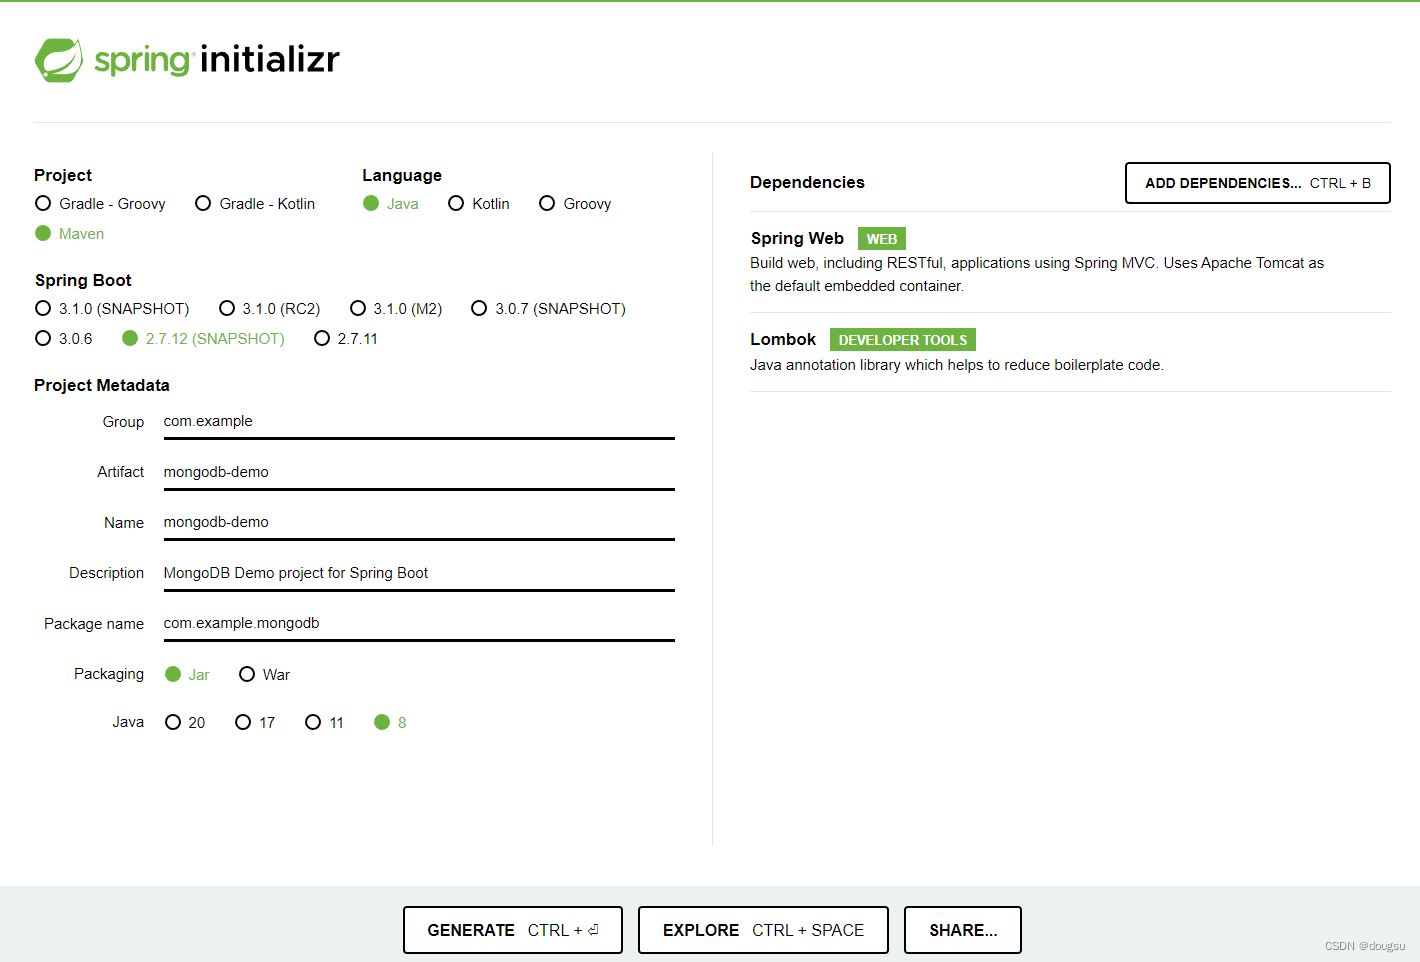 spring initializr
Project
Gradle - Groovy Gradle - Kotlin
Maven
Language
Java Kotlin Groovy
Spring Boot
3.1.0 (SNAPSHOT) 3.1.0 (RC2) 3.1.0 (M2) 3.0.7 (SNAPSHOT)
3.0.6 2.7.12 (SNAPSHOT) 2.7.11
Project Metadata
Group com.example
Artifact mongodb-demo
Name mongodb-demo
Description MongoDB Demo project for Spring Boot
Package name com.example.mongodb
Packaging Jar War
Java 20 17 11 8
Dependencies
ADD DEPENDENCIES... CTRL + B
Spring Web WEB
Build web, including RESTful, applications using Spring MVC. Uses Apache Tomcat as
the default embedded container.
Lombok DEVELOPER TOOLS
Java annotation library which helps to reduce boilerplate code.
GENERATE CTRL + ⏎
EXPLORE CTRL + SPACE
SHARE...
CSDN @dougsu